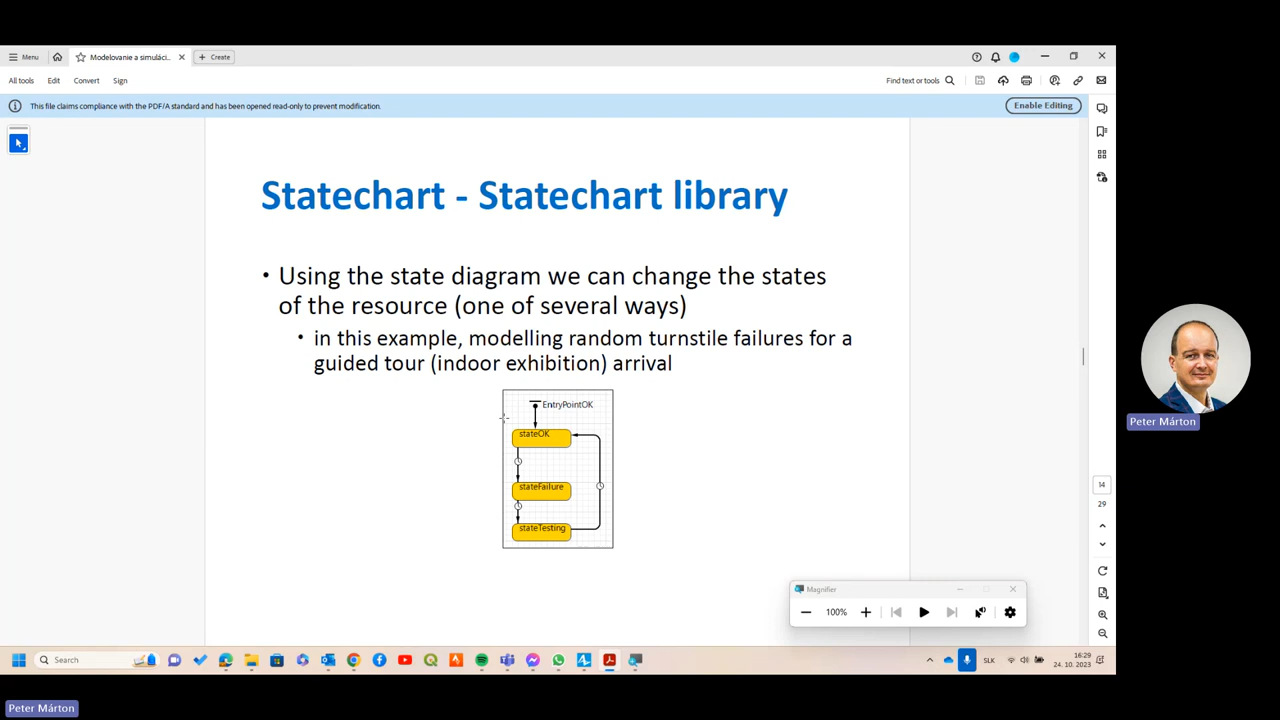 Menu
Modelovanie a simuláci..
Create
All tools
Edit
Convert
Sign
Find text or tools
This file claims compliance with the PDF/A standard and has been opened read-only to prevent modification.
Enable Editing
Statechart - Statechart library
• Using the state diagram we can change the states
of the resource (one of several ways)
• in this example, modelling random turnstile failures for a
guided tour (indoor exhibition) arrival
EntryPointOK
stateOK
stateFailure
stateTesting
Peter Márton
14
29
Magnifier
100%
Search
SLK
16:29
24. 10. 2023
Peter Márton